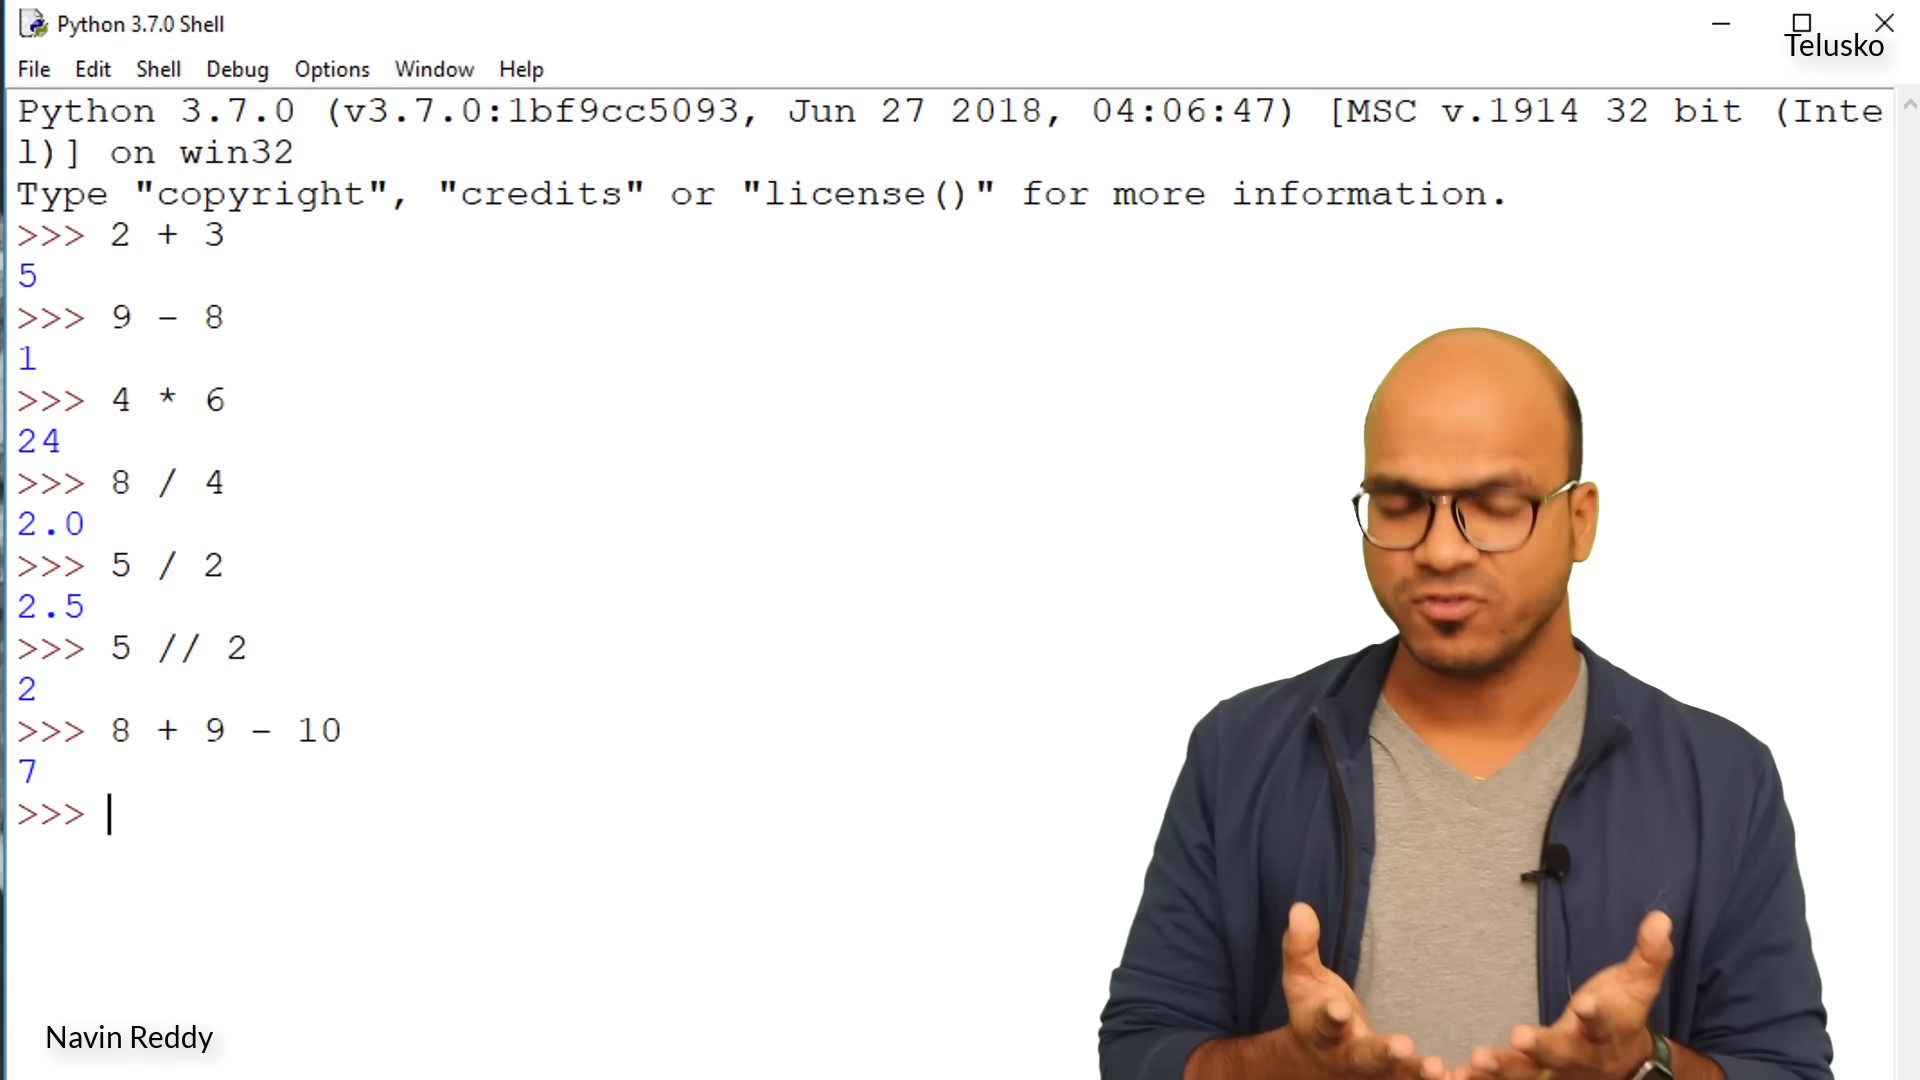 Python 3.7.0 Shell
Telusko
File Edit Shell Debug Options Window Help
Python 3.7.0 (v3.7.0:1bf9cc5093, Jun 27 2018, 04:06:47) [MSC v.1914 32 bit (Inte
l)] on win32
Type "copyright", "credits" or "license()" for more information.
>>> 2 + 3
5
>>> 9 - 8
1
>>> 4 * 6
24
>>> 8 / 4
2.0
>>> 5 / 2
2.5
>>> 5 // 2
2
>>> 8 + 9 - 10
7
>>>
Navin Reddy